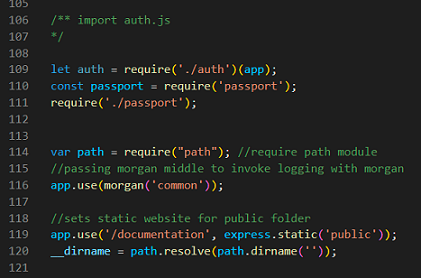 105
106 /** import auth.js
107 */
108
109 let auth = require('./auth')(app);
110 const passport = require('passport');
111 require('./passport');
112
113
114 var path = require("path"); //require path module
115 //passing morgan middle to invoke logging with morgan
116 app.use(morgan('common'));
117
118 //sets static website for public folder
119 app.use('/documentation', express.static('public'));
120 __dirname = path.resolve(path.dirname(''));
121